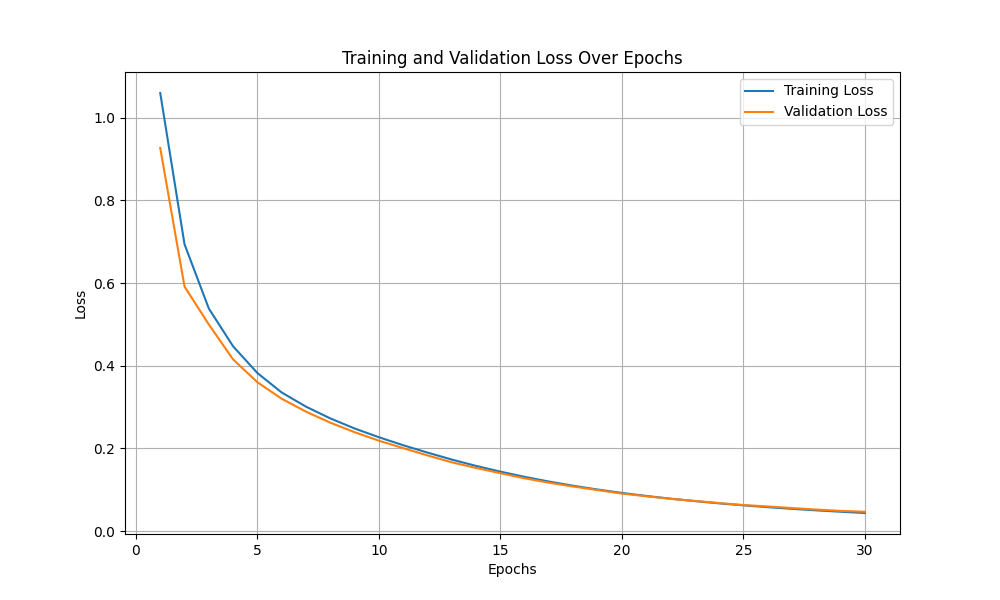 Training and Validation Loss Over Epochs
Training Loss
Validation Loss
1.0
0.8
0.6
0.4
0.2
0.0
Loss
0 5 10 15 20 25 30
Epochs